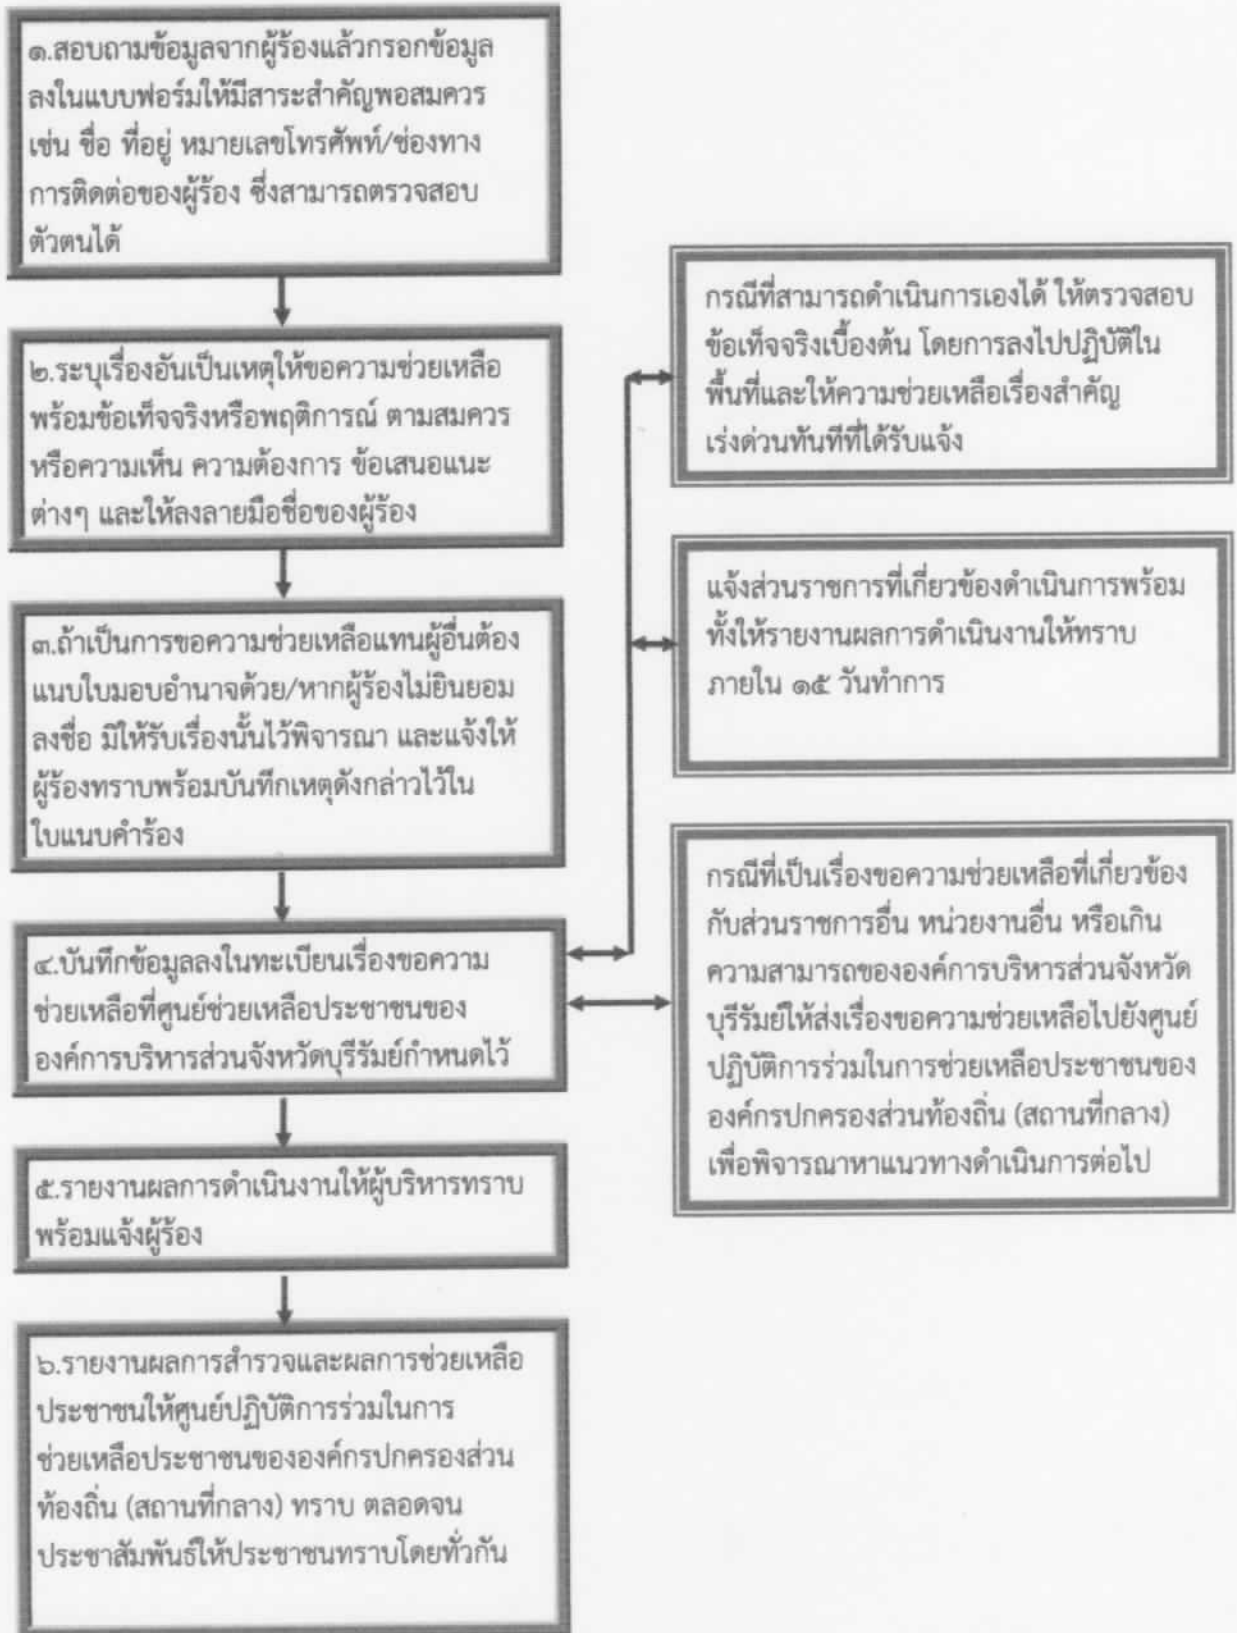 ๑.สอบถามข้อมูลจากผู้ร้องแล้วกรอกข้อมูล
ลงในแบบฟอร์มให้มีสาระสำคัญพอสมควร
เช่น ชื่อ ที่อยู่ หมายเลขโทรศัพท์/ช่องทาง
การติดต่อของผู้ร้อง ซึ่งสามารถตรวจสอบ
ตัวตนได้
๒.ระบุเรื่องอันเป็นเหตุให้ขอความช่วยเหลือ
พร้อมข้อเท็จจริงหรือพฤติการณ์ ตามสมควร
หรือความเห็น ความต้องการ ข้อเสนอแนะ
ต่างๆ และให้ลงลายมือชื่อของผู้ร้อง
๓.ถ้าเป็นการขอความช่วยเหลือแทนผู้อื่นต้อง
แนบใบมอบอำนาจด้วย/หากผู้ร้องไม่ยินยอม
ลงชื่อ มิให้รับเรื่องนั้นไว้พิจารณา และแจ้งให้
ผู้ร้องทราบพร้อมบันทึกเหตุดังกล่าวไว้ใน
ใบแนบคำร้อง
๔.บันทึกข้อมูลลงในทะเบียนเรื่องขอความ
ช่วยเหลือที่ศูนย์ช่วยเหลือประชาชนของ
องค์การบริหารส่วนจังหวัดบุรีรัมย์กำหนดไว้
๕.รายงานผลการดำเนินงานให้ผู้บริหารทราบ
พร้อมแจ้งผู้ร้อง
๖.รายงานผลการสำรวจและผลการช่วยเหลือ
ประชาชนให้ศูนย์ปฏิบัติการร่วมในการ
ช่วยเหลือประชาชนขององค์กรปกครองส่วน
ท้องถิ่น (สถานที่กลาง) ทราบ ตลอดจน
ประชาสัมพันธ์ให้ประชาชนทราบโดยทั่วกัน
กรณีที่สามารถดำเนินการเองได้ ให้ตรวจสอบ
ข้อเท็จจริงเบื้องต้น โดยการลงไปปฏิบัติใน
พื้นที่และให้ความช่วยเหลือเรื่องสำคัญ
เร่งด่วนทันทีที่ได้รับแจ้ง
แจ้งส่วนราชการที่เกี่ยวข้องดำเนินการพร้อม
ทั้งให้รายงานผลการดำเนินงานให้ทราบ
ภายใน ๑๕ วันทำการ
กรณีที่เป็นเรื่องขอความช่วยเหลือที่เกี่ยวข้อง
กับส่วนราชการอื่น หน่วยงานอื่น หรือเกิน
ความสามารถขององค์การบริหารส่วนจังหวัด
บุรีรัมย์ให้ส่งเรื่องขอความช่วยเหลือไปยังศูนย์
ปฏิบัติการร่วมในการช่วยเหลือประชาชนของ
องค์กรปกครองส่วนท้องถิ่น (สถานที่กลาง)
เพื่อพิจารณาหาแนวทางดำเนินการต่อไป